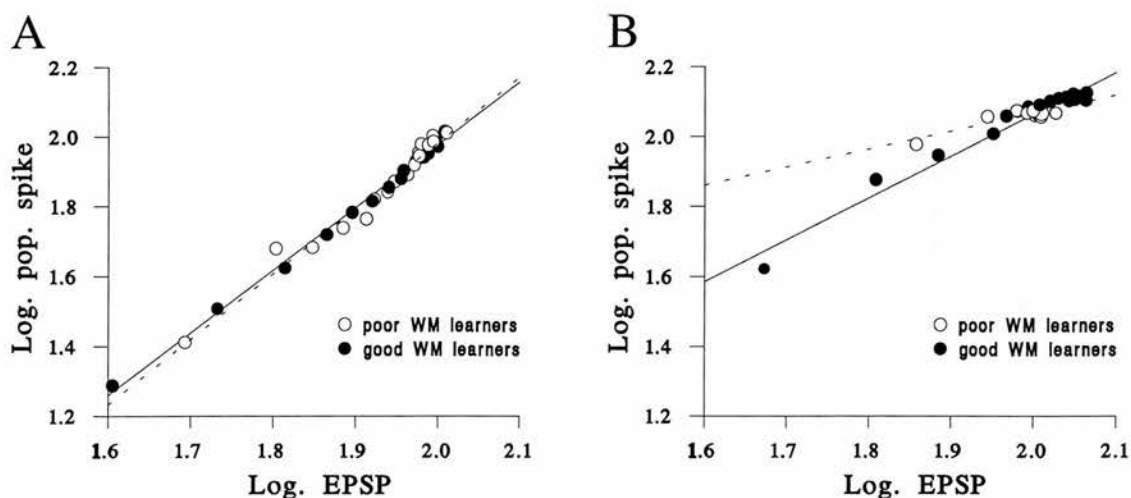 A
2.2
2.0
1.8
1.6
1.4
1.2
Log. pop. spike
poor WM learners
good WM learners
1.6 1.7 1.8 1.9 2.0 2.1
Log. EPSP
B
2.2
2.0
1.8
1.6
1.4
1.2
Log. pop. spike
poor WM learners
good WM learners
1.6 1.7 1.8 1.9 2.0 2.1
Log. EPSP